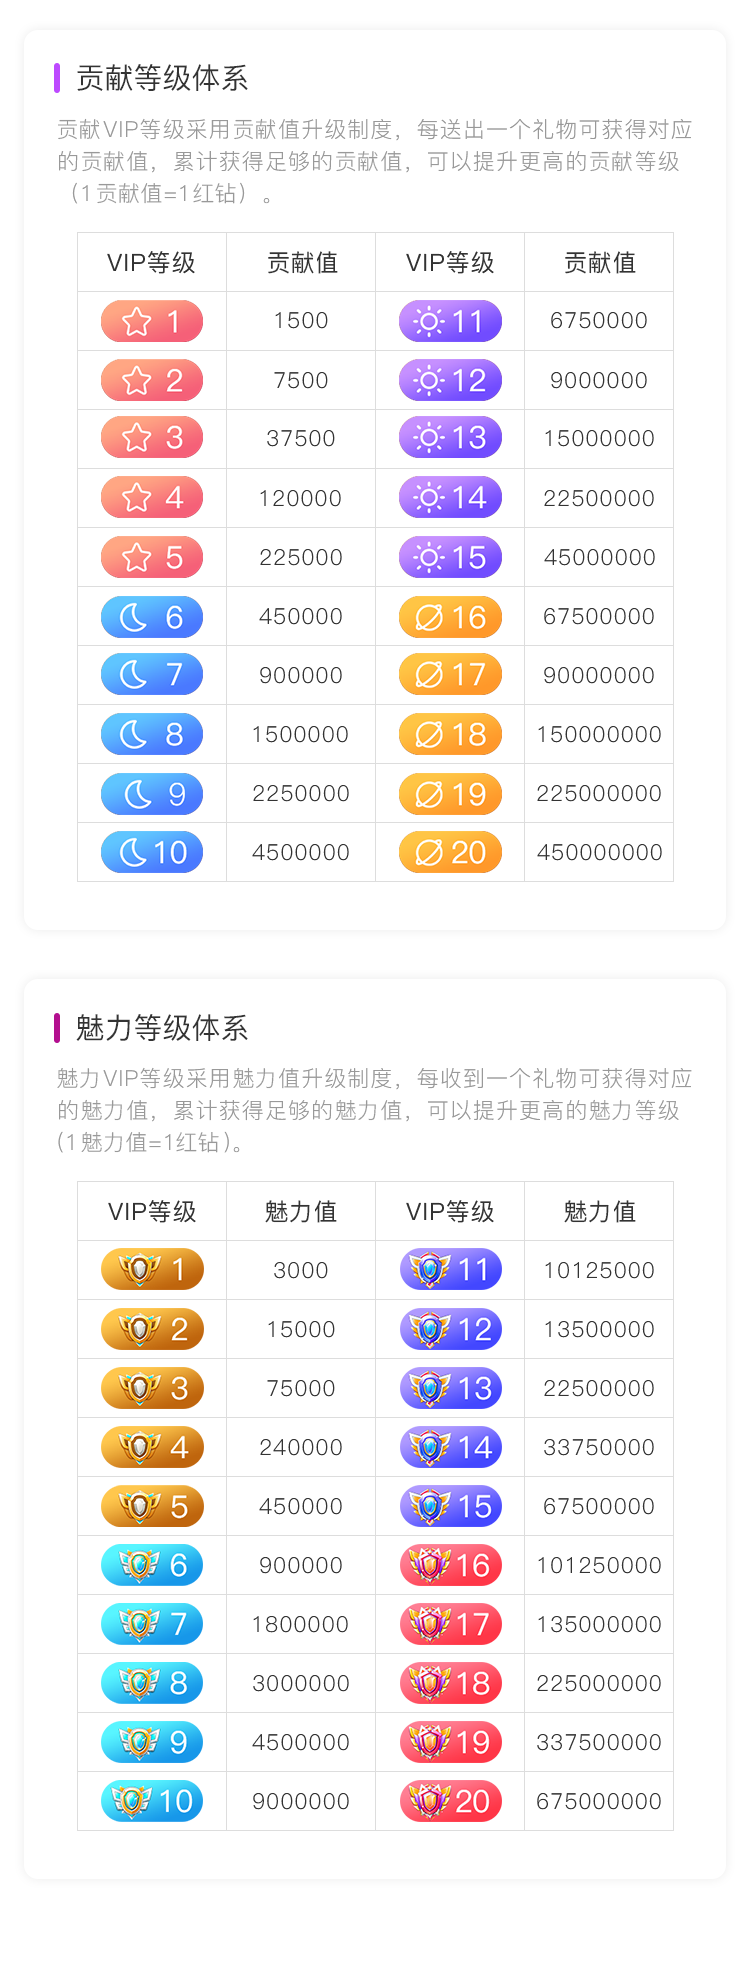 贡献等级体系
贡献VIP等级采用贡献值升级制度，每送出一个礼物可获得对应
的贡献值，累计获得足够的贡献值，可以提升更高的贡献等级
（1贡献值=1红钻）。
VIP等级 贡献值 VIP等级 贡献值
1 1500 11 6750000
2 7500 12 9000000
3 37500 13 15000000
4 120000 14 22500000
5 225000 15 45000000
6 450000 16 67500000
7 900000 17 90000000
8 1500000 18 150000000
9 2250000 19 225000000
10 4500000 20 450000000
魅力等级体系
魅力VIP等级采用魅力值升级制度，每收到一个礼物可获得对应
的魅力值，累计获得足够的魅力值，可以提升更高的魅力等级
(1魅力值=1红钻)。
VIP等级 魅力值 VIP等级 魅力值
1 3000 11 10125000
2 15000 12 13500000
3 75000 13 22500000
4 240000 14 33750000
5 450000 15 67500000
6 900000 16 101250000
7 1800000 17 135000000
8 3000000 18 225000000
9 4500000 19 337500000
10 9000000 20 675000000